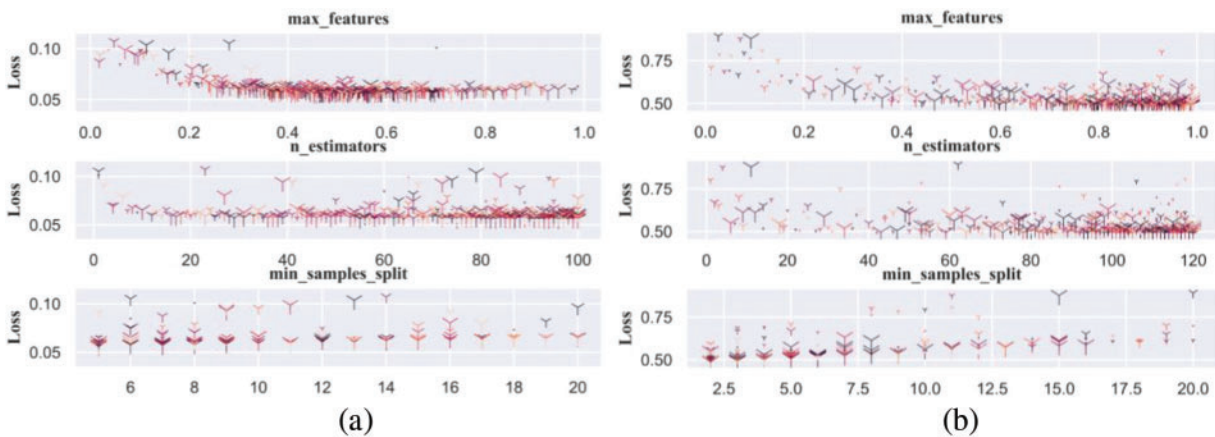 max_features
Loss
0.10
0.05
0.0 0.2 0.4 0.6 0.8 1.0
n_estimators
Loss
0.10
0.05
0 20 40 60 80 100
min_samples_split
Loss
0.10
0.05
6 8 10 12 14 16 18 20
(a)
max_features
Loss
0.75
0.50
0.0 0.2 0.4 0.6 0.8 1.0
n_estimators
Loss
0.75
0.50
0 20 40 60 80 100 120
min_samples_split
Loss
0.75
0.50
2.5 5.0 7.5 10.0 12.5 15.0 17.5 20.0
(b)